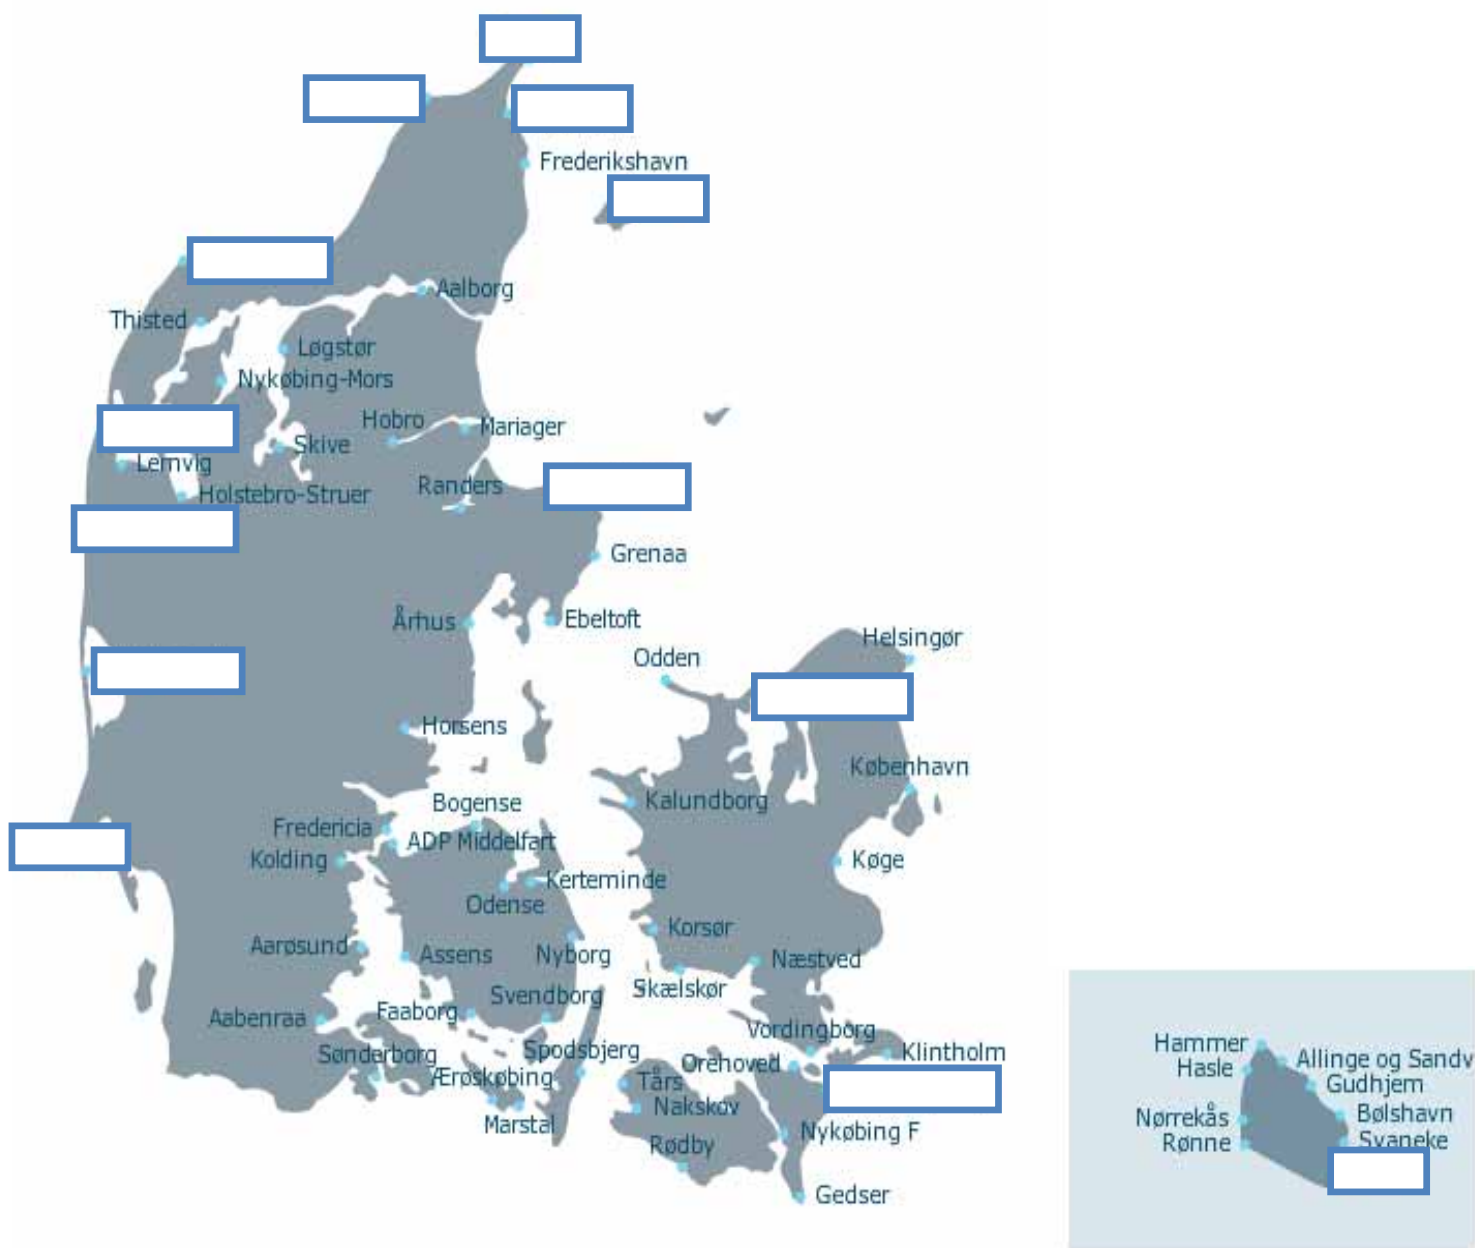 Frederikshavn
Aalborg
Thisted
Løgstør
Nykøbing-Mors
Hobro
Mariager
Skive
Lemvig
Randers
Holstebro-Struer
Grenaa
Århus
Ebeltoft
Helsingør
Odden
Horsens
København
Bogense
Kalundborg
Fredericia
ADP Middelfart
Kolding
Køge
Kerteminde
Odense
Korsør
Aarøsund
Assens
Nyborg
Næstved
Skælskør
Svendborg
Faaborg
Aabenraa
Vordingborg
Sønderborg
Spodsbjerg
Orehoved
Klintholm
Ærøskøbing
Tårs
Nakskov
Marstal
Nykøbing F
Rødby
Gedser
Hammer
Allinge og Sandv
Hasle
Gudhjem
Nørrekås
Bølshavn
Rønne
Svaneke